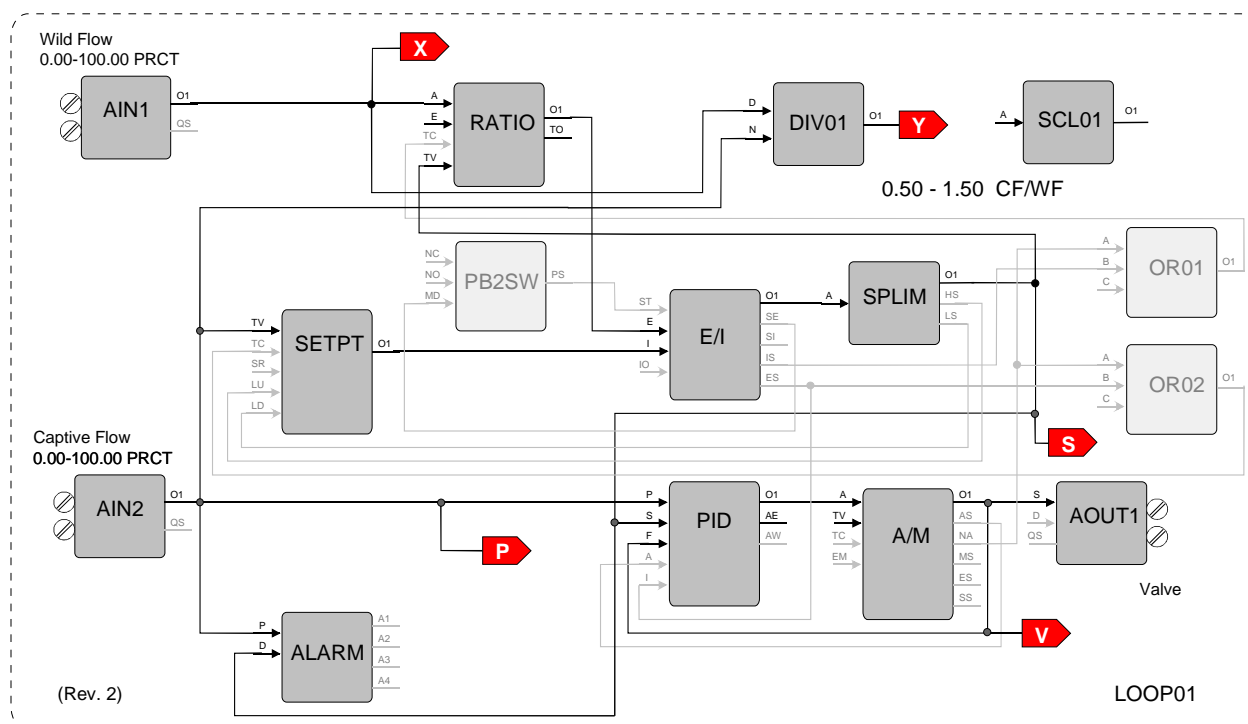 Wild Flow
0.00-100.00 PRCT
AIN1
O1
QS
X
A
E
TC
TV
RATIO
O1
TO
D
N
DIV01
O1
Y
A
SCL01
O1
0.50 - 1.50 CF/WF
NC
NO
MD
PB2SW
PS
TV
TC
SR
LU
LD
SETPT
O1
ST
E
I
IO
E/I
O1
SE
SI
IS
ES
A
SPLIM
O1
HS
LS
A
B
C
OR01
O1
A
B
C
OR02
O1
S
Captive Flow
0.00-100.00 PRCT
AIN2
O1
QS
P
P
S
F
A
I
PID
O1
AE
AW
A
TV
TC
EM
A/M
O1
AS
NA
MS
ES
SS
S
D
QS
AOUT1
Valve
V
P
D
ALARM
A1
A2
A3
A4
(Rev. 2)
LOOP01